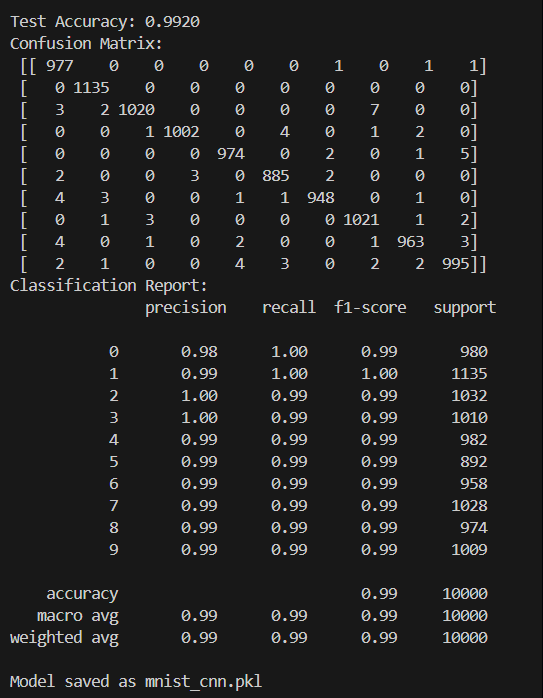 Test Accuracy: 0.9920
Confusion Matrix:
 [[ 977    0    0    0    0    0    1    0    1    1]
 [   0 1135    0    0    0    0    0    0    0    0]
 [   3    2 1020    0    0    0    0    7    0    0]
 [   0    0    1 1002    0    4    0    1    2    0]
 [   0    0    0    0  974    0    2    0    1    5]
 [   2    0    0    3    0  885    2    0    0    0]
 [   4    3    0    0    1    1  948    0    1    0]
 [   0    1    3    0    0    0    0 1021    1    2]
 [   4    0    1    0    2    0    0    1  963    3]
 [   2    1    0    0    4    3    0    2    2  995]]
Classification Report:
               precision    recall  f1-score   support

           0       0.98      1.00      0.99       980
           1       0.99      1.00      1.00      1135
           2       1.00      0.99      0.99      1032
           3       1.00      0.99      0.99      1010
           4       0.99      0.99      0.99       982
           5       0.99      0.99      0.99       892
           6       0.99      0.99      0.99       958
           7       0.99      0.99      0.99      1028
           8       0.99      0.99      0.99       974
           9       0.99      0.99      0.99      1009

    accuracy                           0.99     10000
   macro avg       0.99      0.99      0.99     10000
weighted avg       0.99      0.99      0.99     10000

Model saved as mnist_cnn.pkl